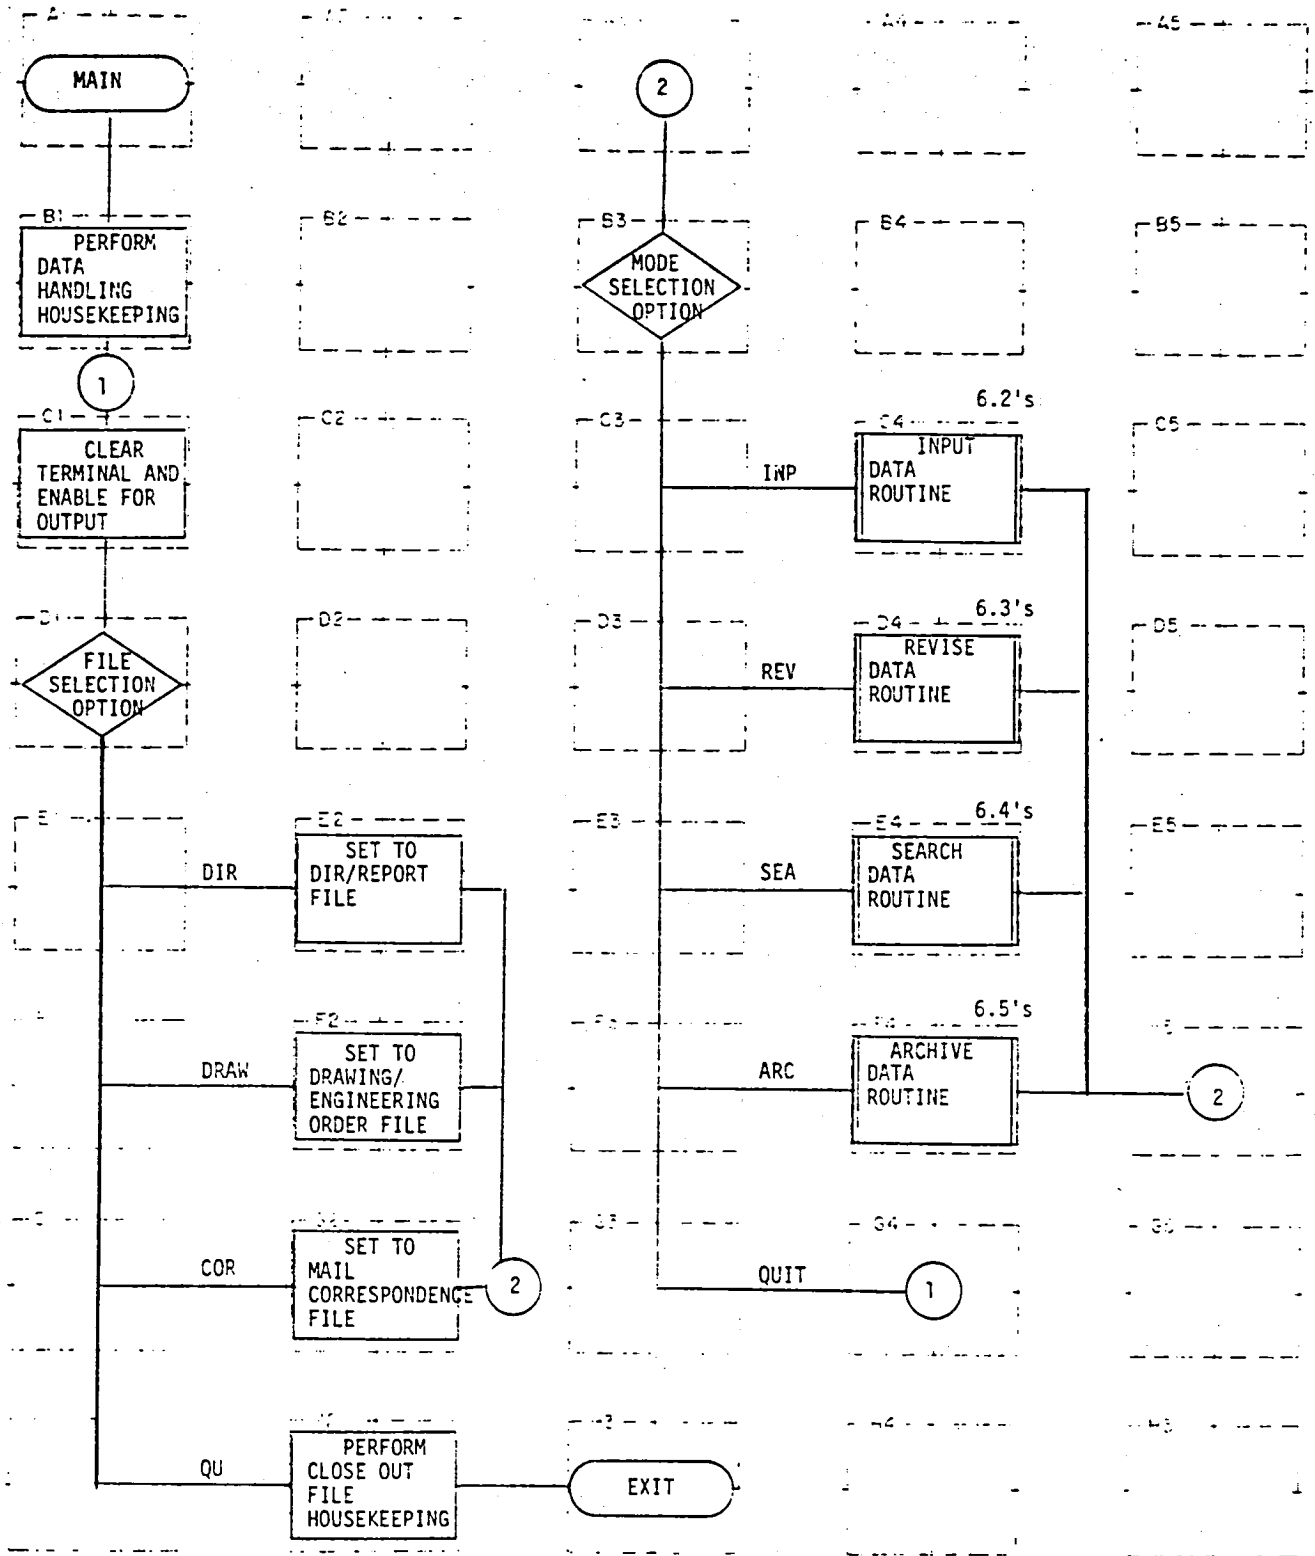 MAIN
2
B1
B2
B3
B4
B5
A5
PERFORM
DATA
HANDLING
HOUSEKEEPING
MODE
SELECTION
OPTION
1
C1
C2
C3
C5
6.2's
CLEAR
TERMINAL AND
ENABLE FOR
OUTPUT
INP
INPUT
DATA
ROUTINE
D2
D3
D4
D5
6.3's
FILE
SELECTION
OPTION
REV
REVISE
DATA
ROUTINE
E2
E3
E4
E5
6.4's
DIR
SET TO
DIR/REPORT
FILE
SEA
SEARCH
DATA
ROUTINE
F2
6.5's
DRAW
SET TO
DRAWING/
ENGINEERING
ORDER FILE
ARC
ARCHIVE
DATA
ROUTINE
2
G4
COR
SET TO
MAIL
CORRESPONDENCE
FILE
2
QUIT
1
QU
PERFORM
CLOSE OUT
FILE
HOUSEKEEPING
EXIT